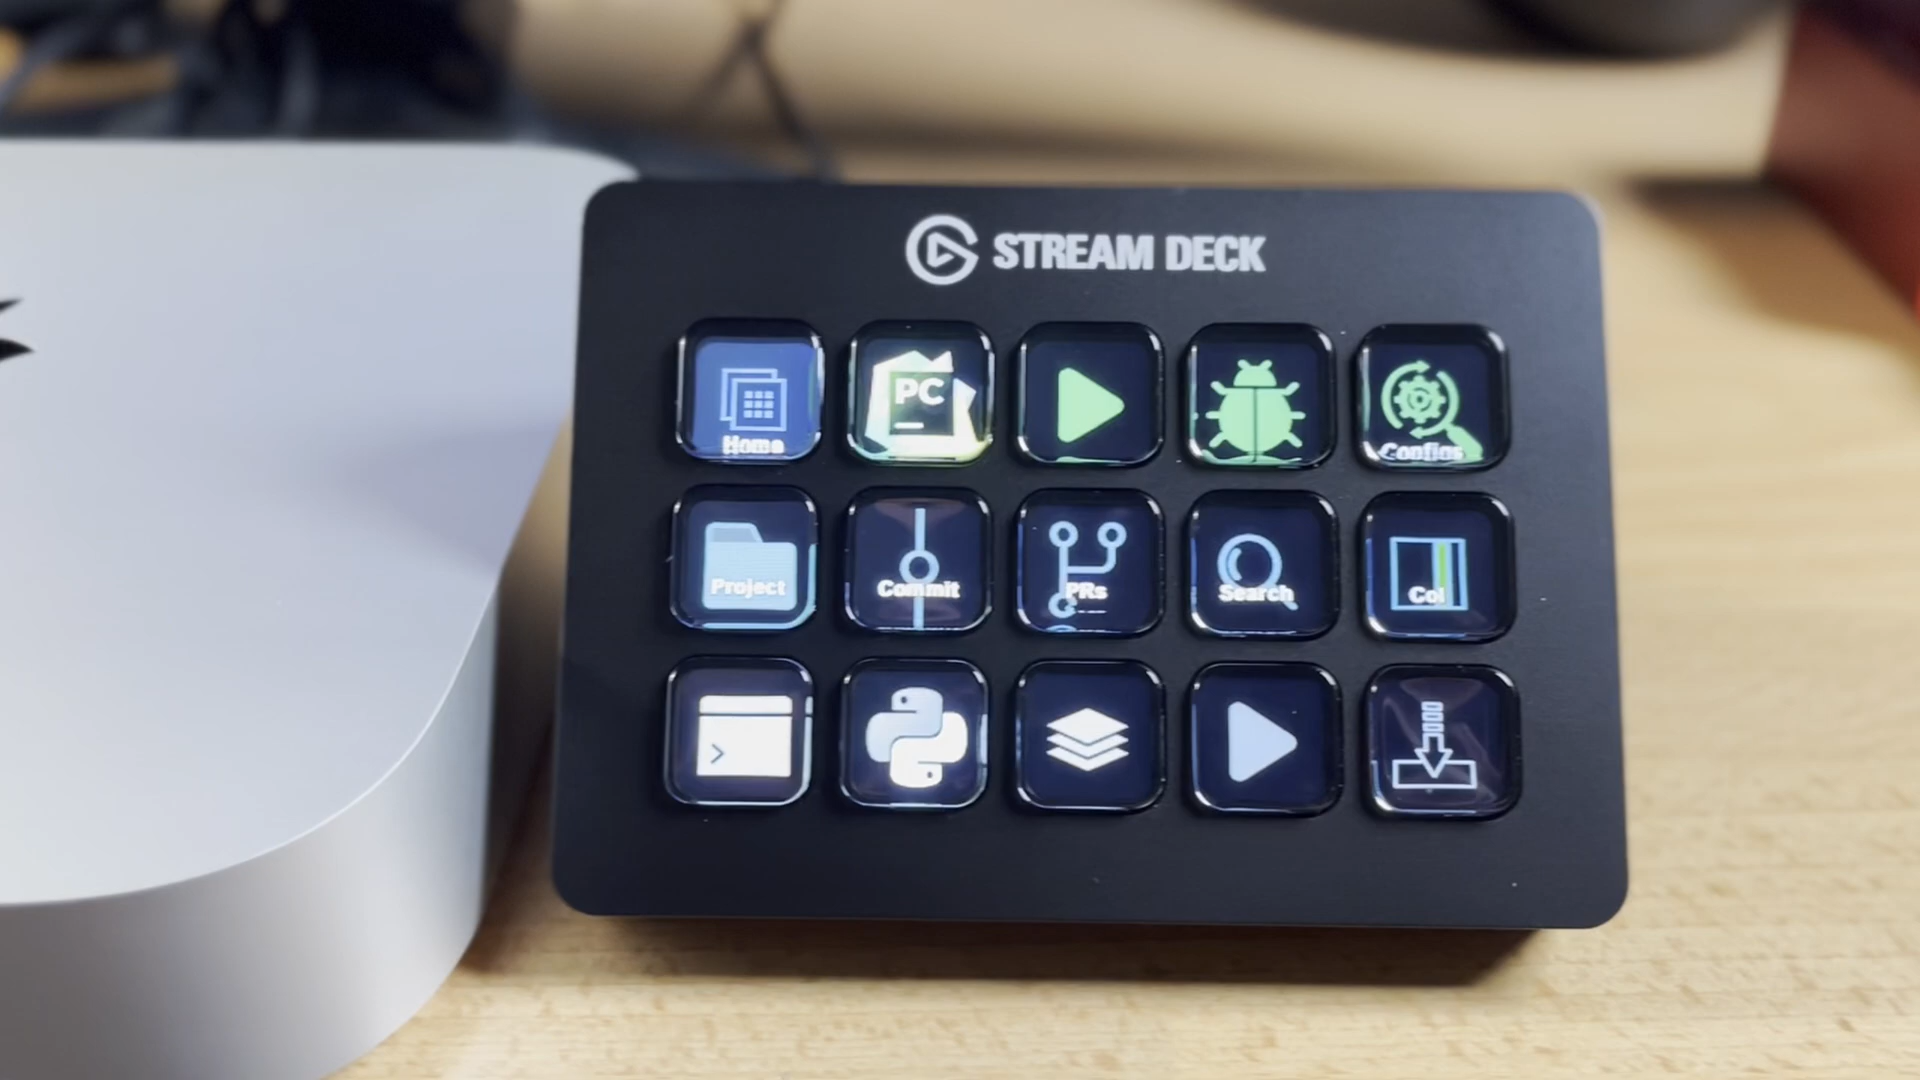 STREAM DECK
Home
PC
Configs
Project
Commit
PRs
Search
Col